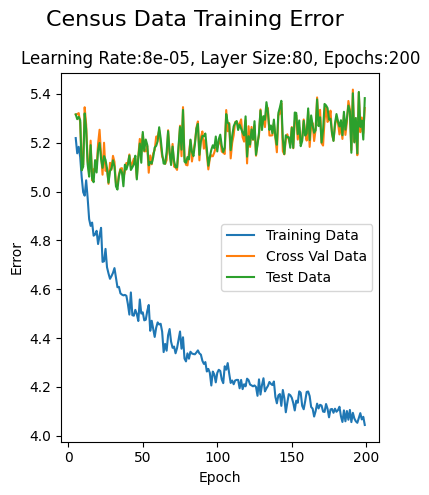 Census Data Training Error
Learning Rate:8e-05, Layer Size:80, Epochs:200
5.4
5.2
5.0
4.8
4.6
4.4
4.2
4.0
Error
Training Data
Cross Val Data
Test Data
0
50
100
150
200
Epoch